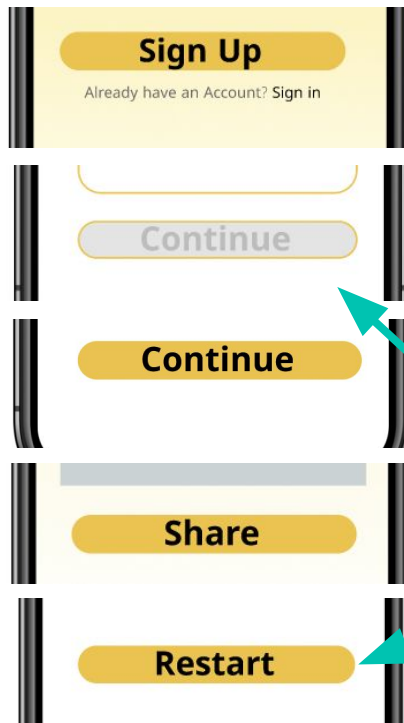 Sign Up
Already have an Account? Sign in
Continue
Continue
Share
Restart